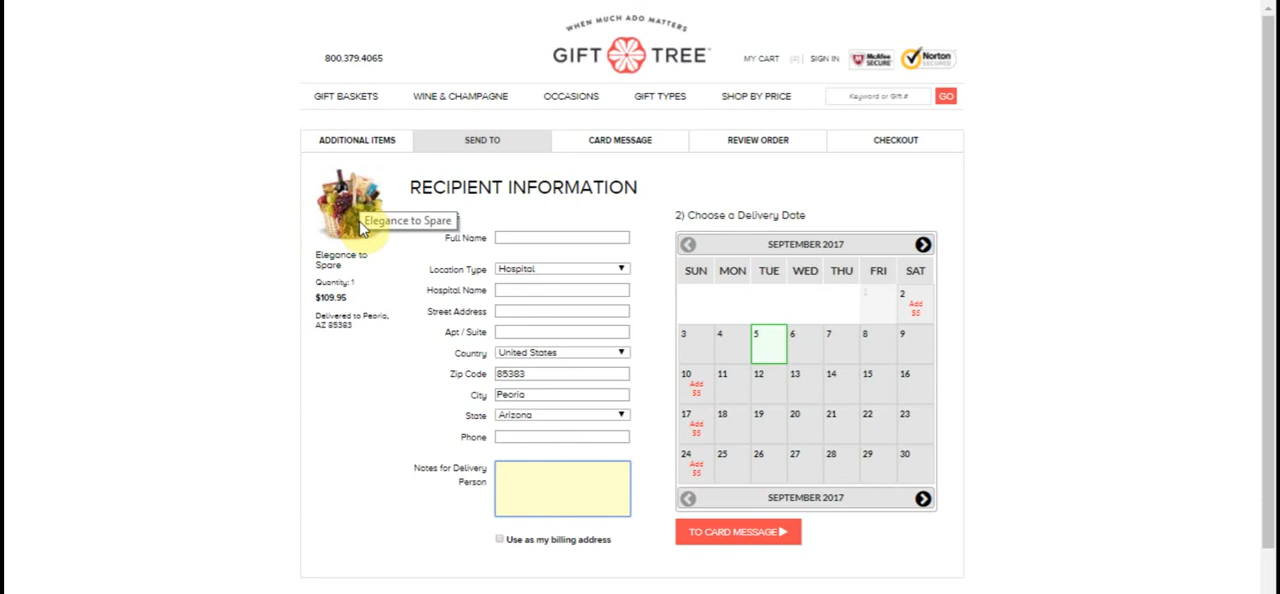 WHEN MUCH ADO MATTERS
GIFT TREE
800.379.4065
MY CART SIGN IN McAfee SECURE Norton SECURED
GIFT BASKETS WINE & CHAMPAGNE OCCASIONS GIFT TYPES SHOP BY PRICE Keyword or Gift # GO
ADDITIONAL ITEMS SEND TO CARD MESSAGE REVIEW ORDER CHECKOUT
RECIPIENT INFORMATION
Elegance to Spare
Elegance to
Spare
Quantity: 1
$109.95
Delivered to Peoria,
AZ 85383
Full Name
Location Type Hospital
Hospital Name
Street Address
Apt / Suite
Country United States
Zip Code 85383
City Peoria
State Arizona
Phone
Notes for Delivery
Person
Use as my billing address
2) Choose a Delivery Date
SEPTEMBER 2017
SUN MON TUE WED THU FRI SAT
1 2
Add
$5
3 4 5 6 7 8 9
10 11 12 13 14 15 16
Add
$5
17 18 19 20 21 22 23
Add
$5
24 25 26 27 28 29 30
Add
$5
SEPTEMBER 2017
TO CARD MESSAGE